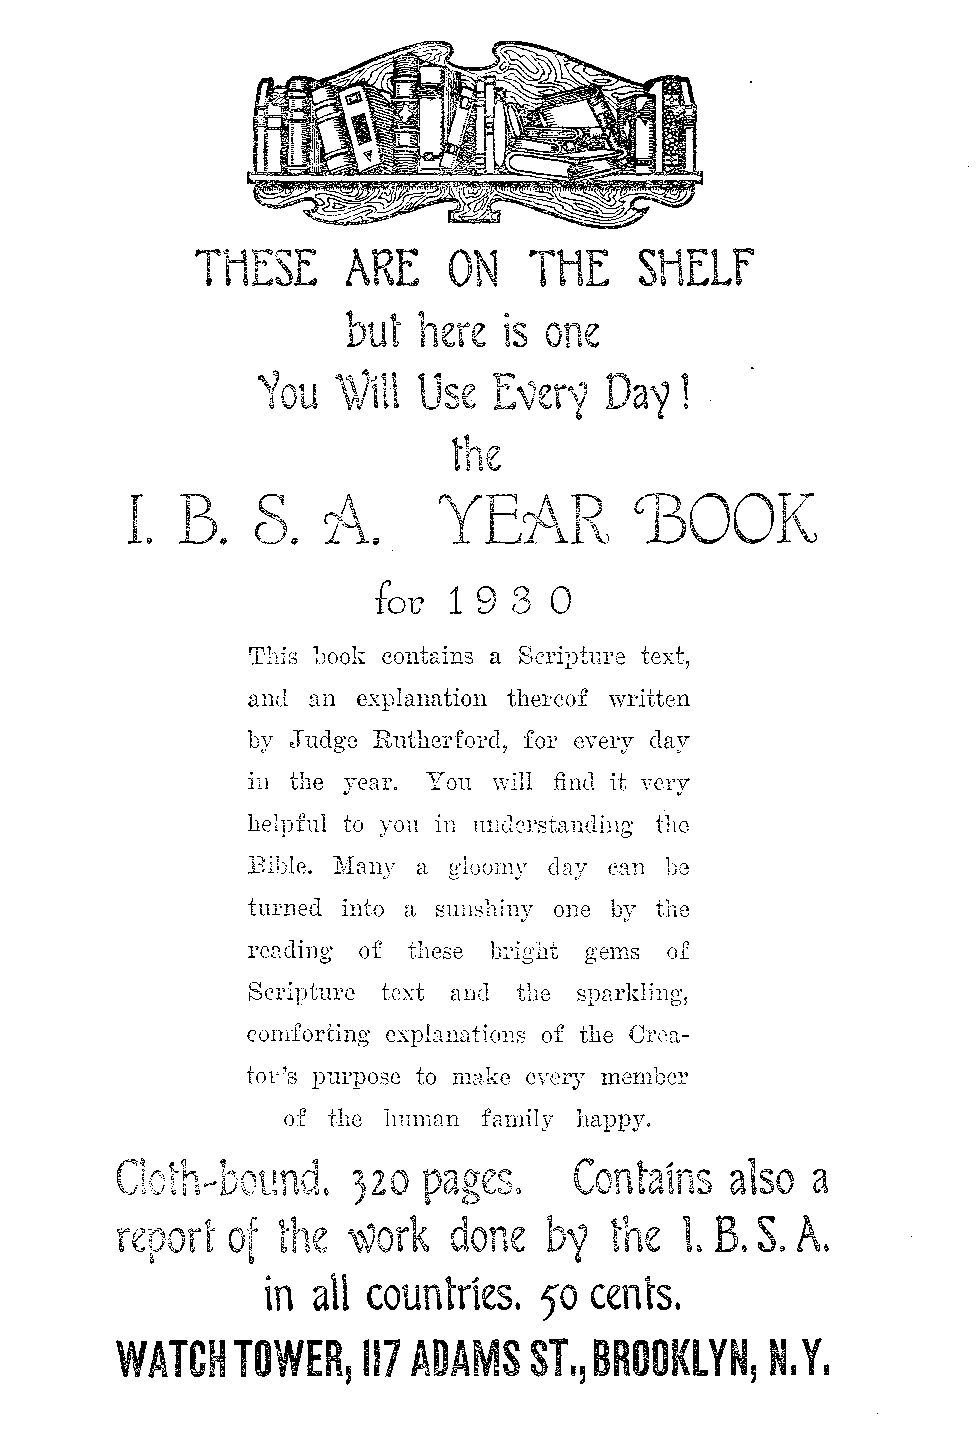 THESE ARE ON THE SHELF
but here is one
You Will Use Every Day!
the
I. B. S. A. YEAR BOOK
for 1930
This book contains a Scripture text,
and an explanation thereof written
by Judge Rutherford, for every day
in the year. You will find it very
helpful to you in understanding the
Bible. Many a gloomy day can be
turned into a sunshiny one by the
reading of these bright gems of
Scripture text and the sparkling,
comforting explanations of the Crea-
tor's purpose to make every member
of the human family happy.
Cloth-bound. 320 pages. Contains also a
report of the work done by the I. B. S. A.
in all countries. 50 cents.
WATCH TOWER, 117 ADAMS ST., BROOKLYN, N.Y.